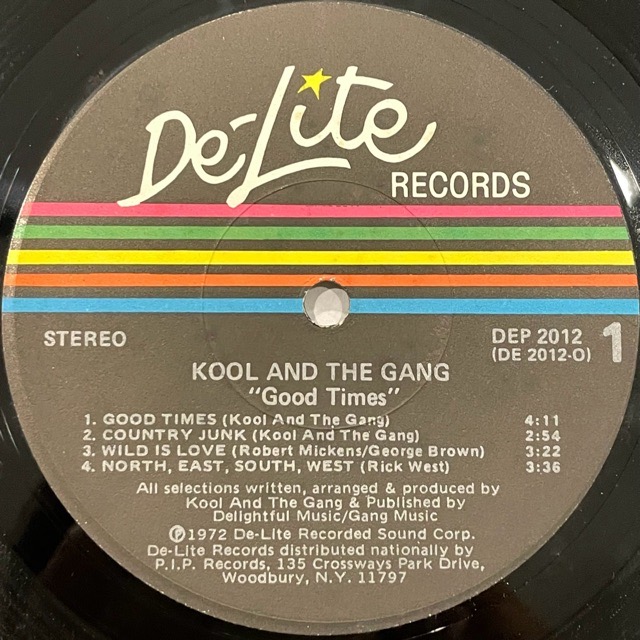 De-Lite
RECORDS
STEREO
DEP 2012 1
(DE 2012-O)
KOOL AND THE GANG
"Good Times"
1. GOOD TIMES (Kool And The Gang) 4:11
2. COUNTRY JUNK (Kool And The Gang) 2:54
3. WILD IS LOVE (Robert Mickens/George Brown) 3:22
4. NORTH, EAST, SOUTH, WEST (Rick West) 3:36
All selections written, arranged & produced by
Kool And The Gang & Published by
Delightful Music/Gang Music
℗1972 De-Lite Recorded Sound Corp.
De-Lite Records distributed nationally by
P.I.P. Records, 135 Crossways Park Drive,
Woodbury, N.Y. 11797